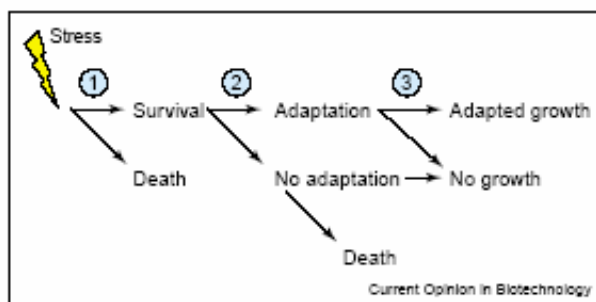 Stress
1 2 3
Survival Adaptation Adapted growth
Death No adaptation No growth
Death
Current Opinion in Biotechnology